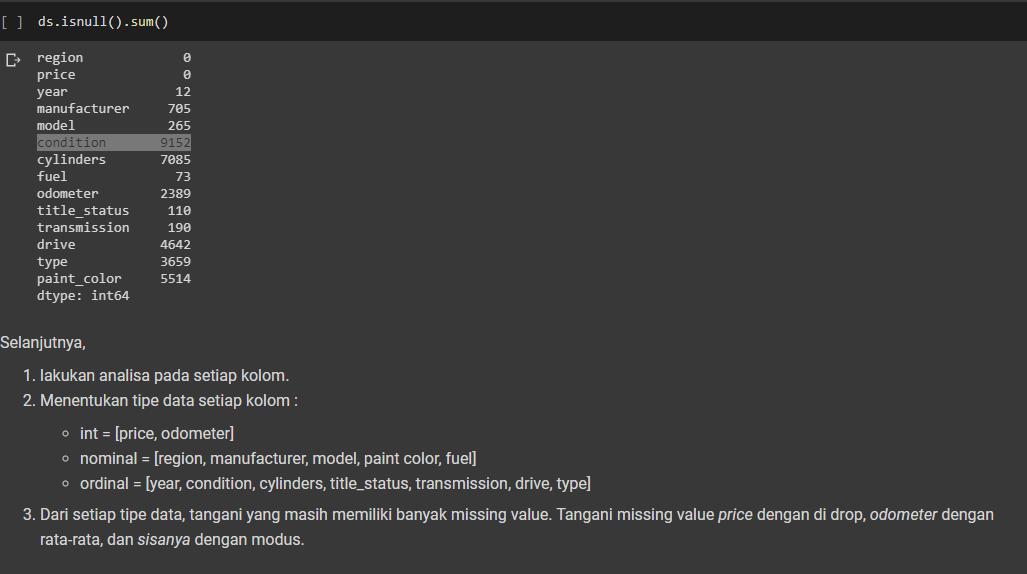 [ ] ds.isnull().sum()
region 0
price 0
year 12
manufacturer 705
model 265
condition 9152
cylinders 7085
fuel 73
odometer 2389
title_status 110
transmission 190
drive 4642
type 3659
paint_color 5514
dtype: int64
Selanjutnya,
1. lakukan analisa pada setiap kolom.
2. Menentukan tipe data setiap kolom :
○ int = [price, odometer]
○ nominal = [region, manufacturer, model, paint color, fuel]
○ ordinal = [year, condition, cylinders, title_status, transmission, drive, type]
3. Dari setiap tipe data, tangani yang masih memiliki banyak missing value. Tangani missing value price dengan di drop, odometer dengan
rata-rata, dan sisanya dengan modus.